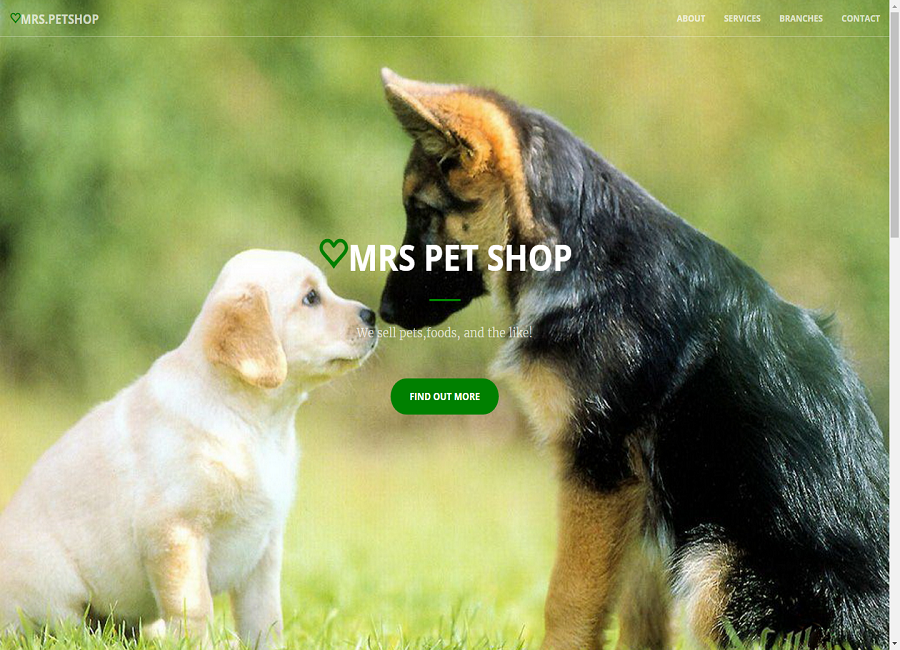 MRS.PETSHOP
ABOUT SERVICES BRANCHES CONTACT
MRS PET SHOP
We sell pets,foods, and the like!
FIND OUT MORE